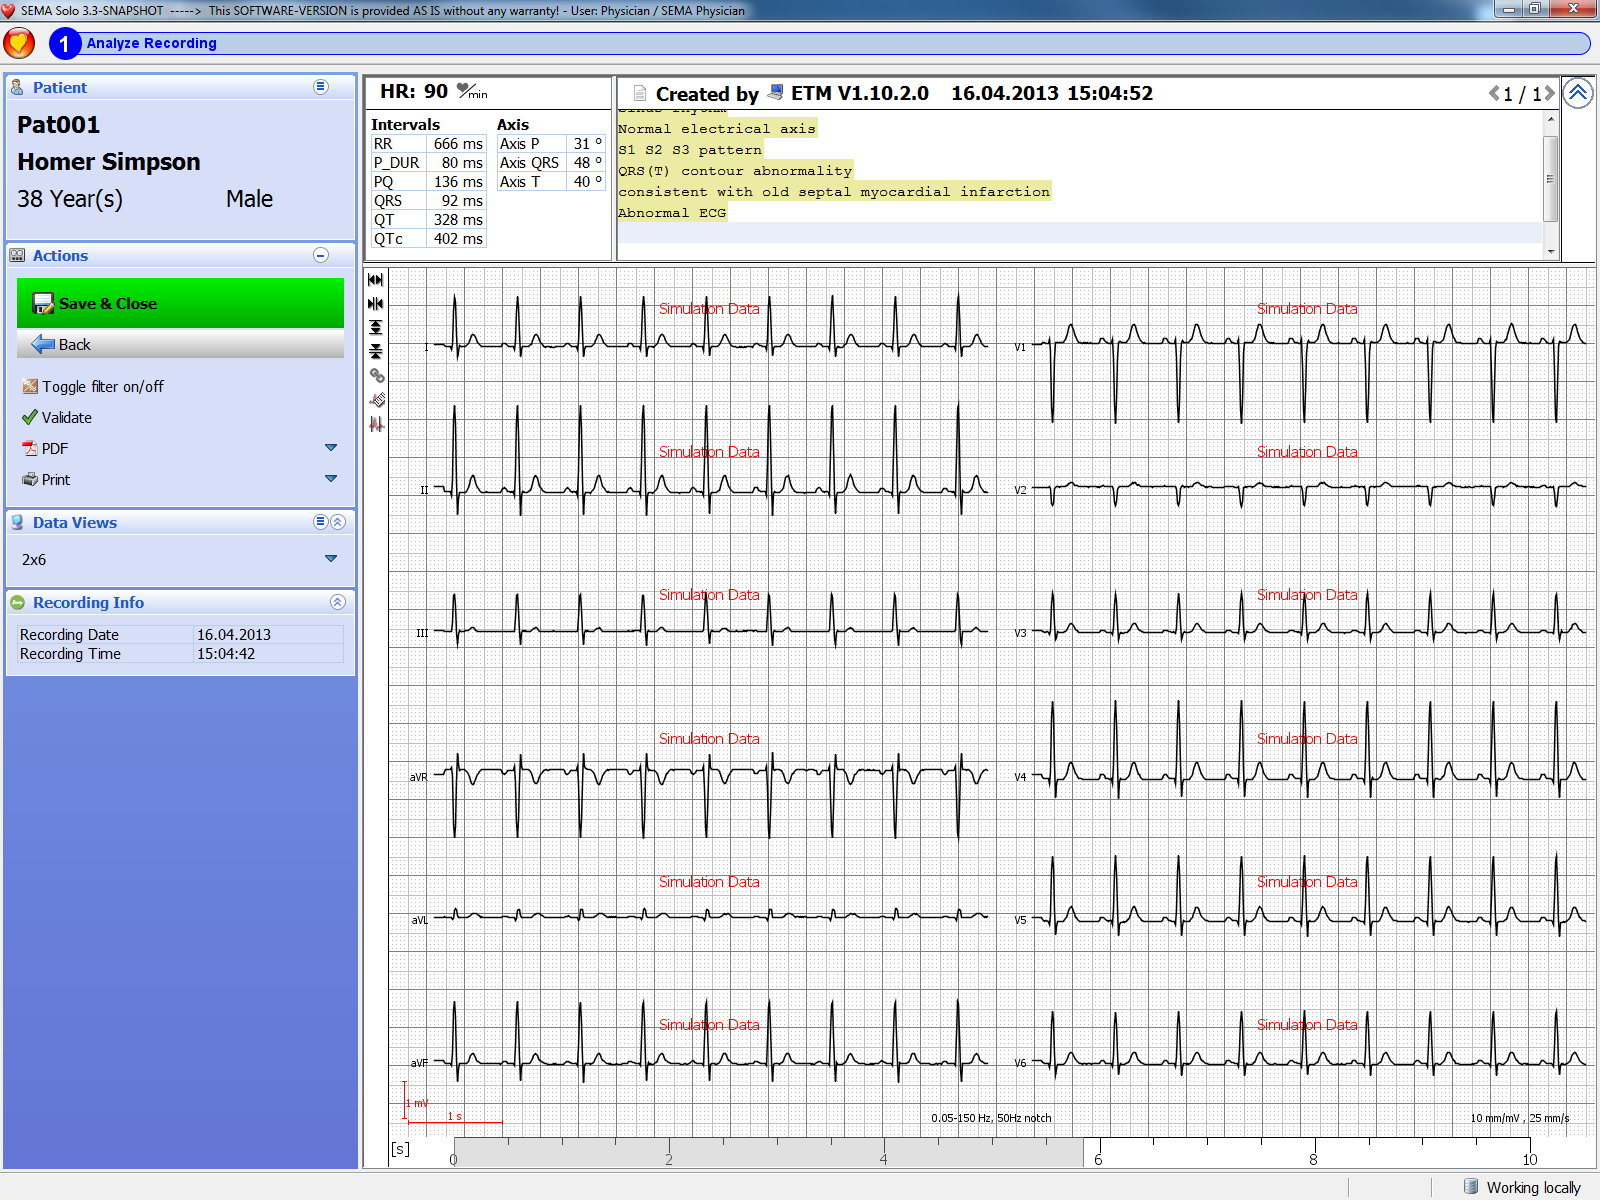 SEMA Solo 3.3-SNAPSHOT -----> This SOFTWARE-VERSION is provided AS IS without any warranty! - User: Physician / SEMA Physician
1 Analyze Recording
Patient
Pat001
Homer Simpson
38 Year(s) Male
Actions
Save & Close
Back
Toggle filter on/off
Validate
PDF
Print
Data Views
2x6
Recording Info
Recording Date 16.04.2013
Recording Time 15:04:42
HR: 90 /min
Intervals Axis
RR 666 ms Axis P 31 º
P_DUR 80 ms Axis QRS 48 º
PQ 136 ms Axis T 40 º
QRS 92 ms
QT 328 ms
QTc 402 ms
Created by ETM V1.10.2.0 16.04.2013 15:04:52
1 / 1
Sinus rhythm
Normal electrical axis
S1 S2 S3 pattern
QRS(T) contour abnormality
consistent with old septal myocardial infarction
Abnormal ECG
Simulation Data Simulation Data
I V1
Simulation Data Simulation Data
II V2
Simulation Data Simulation Data
III V3
Simulation Data Simulation Data
aVR V4
Simulation Data Simulation Data
aVL V5
Simulation Data Simulation Data
aVF V6
1 mV
1 s
0.05-150 Hz, 50Hz notch 10 mm/mV , 25 mm/s
[s] 0 2 4 6 8 10
Working locally